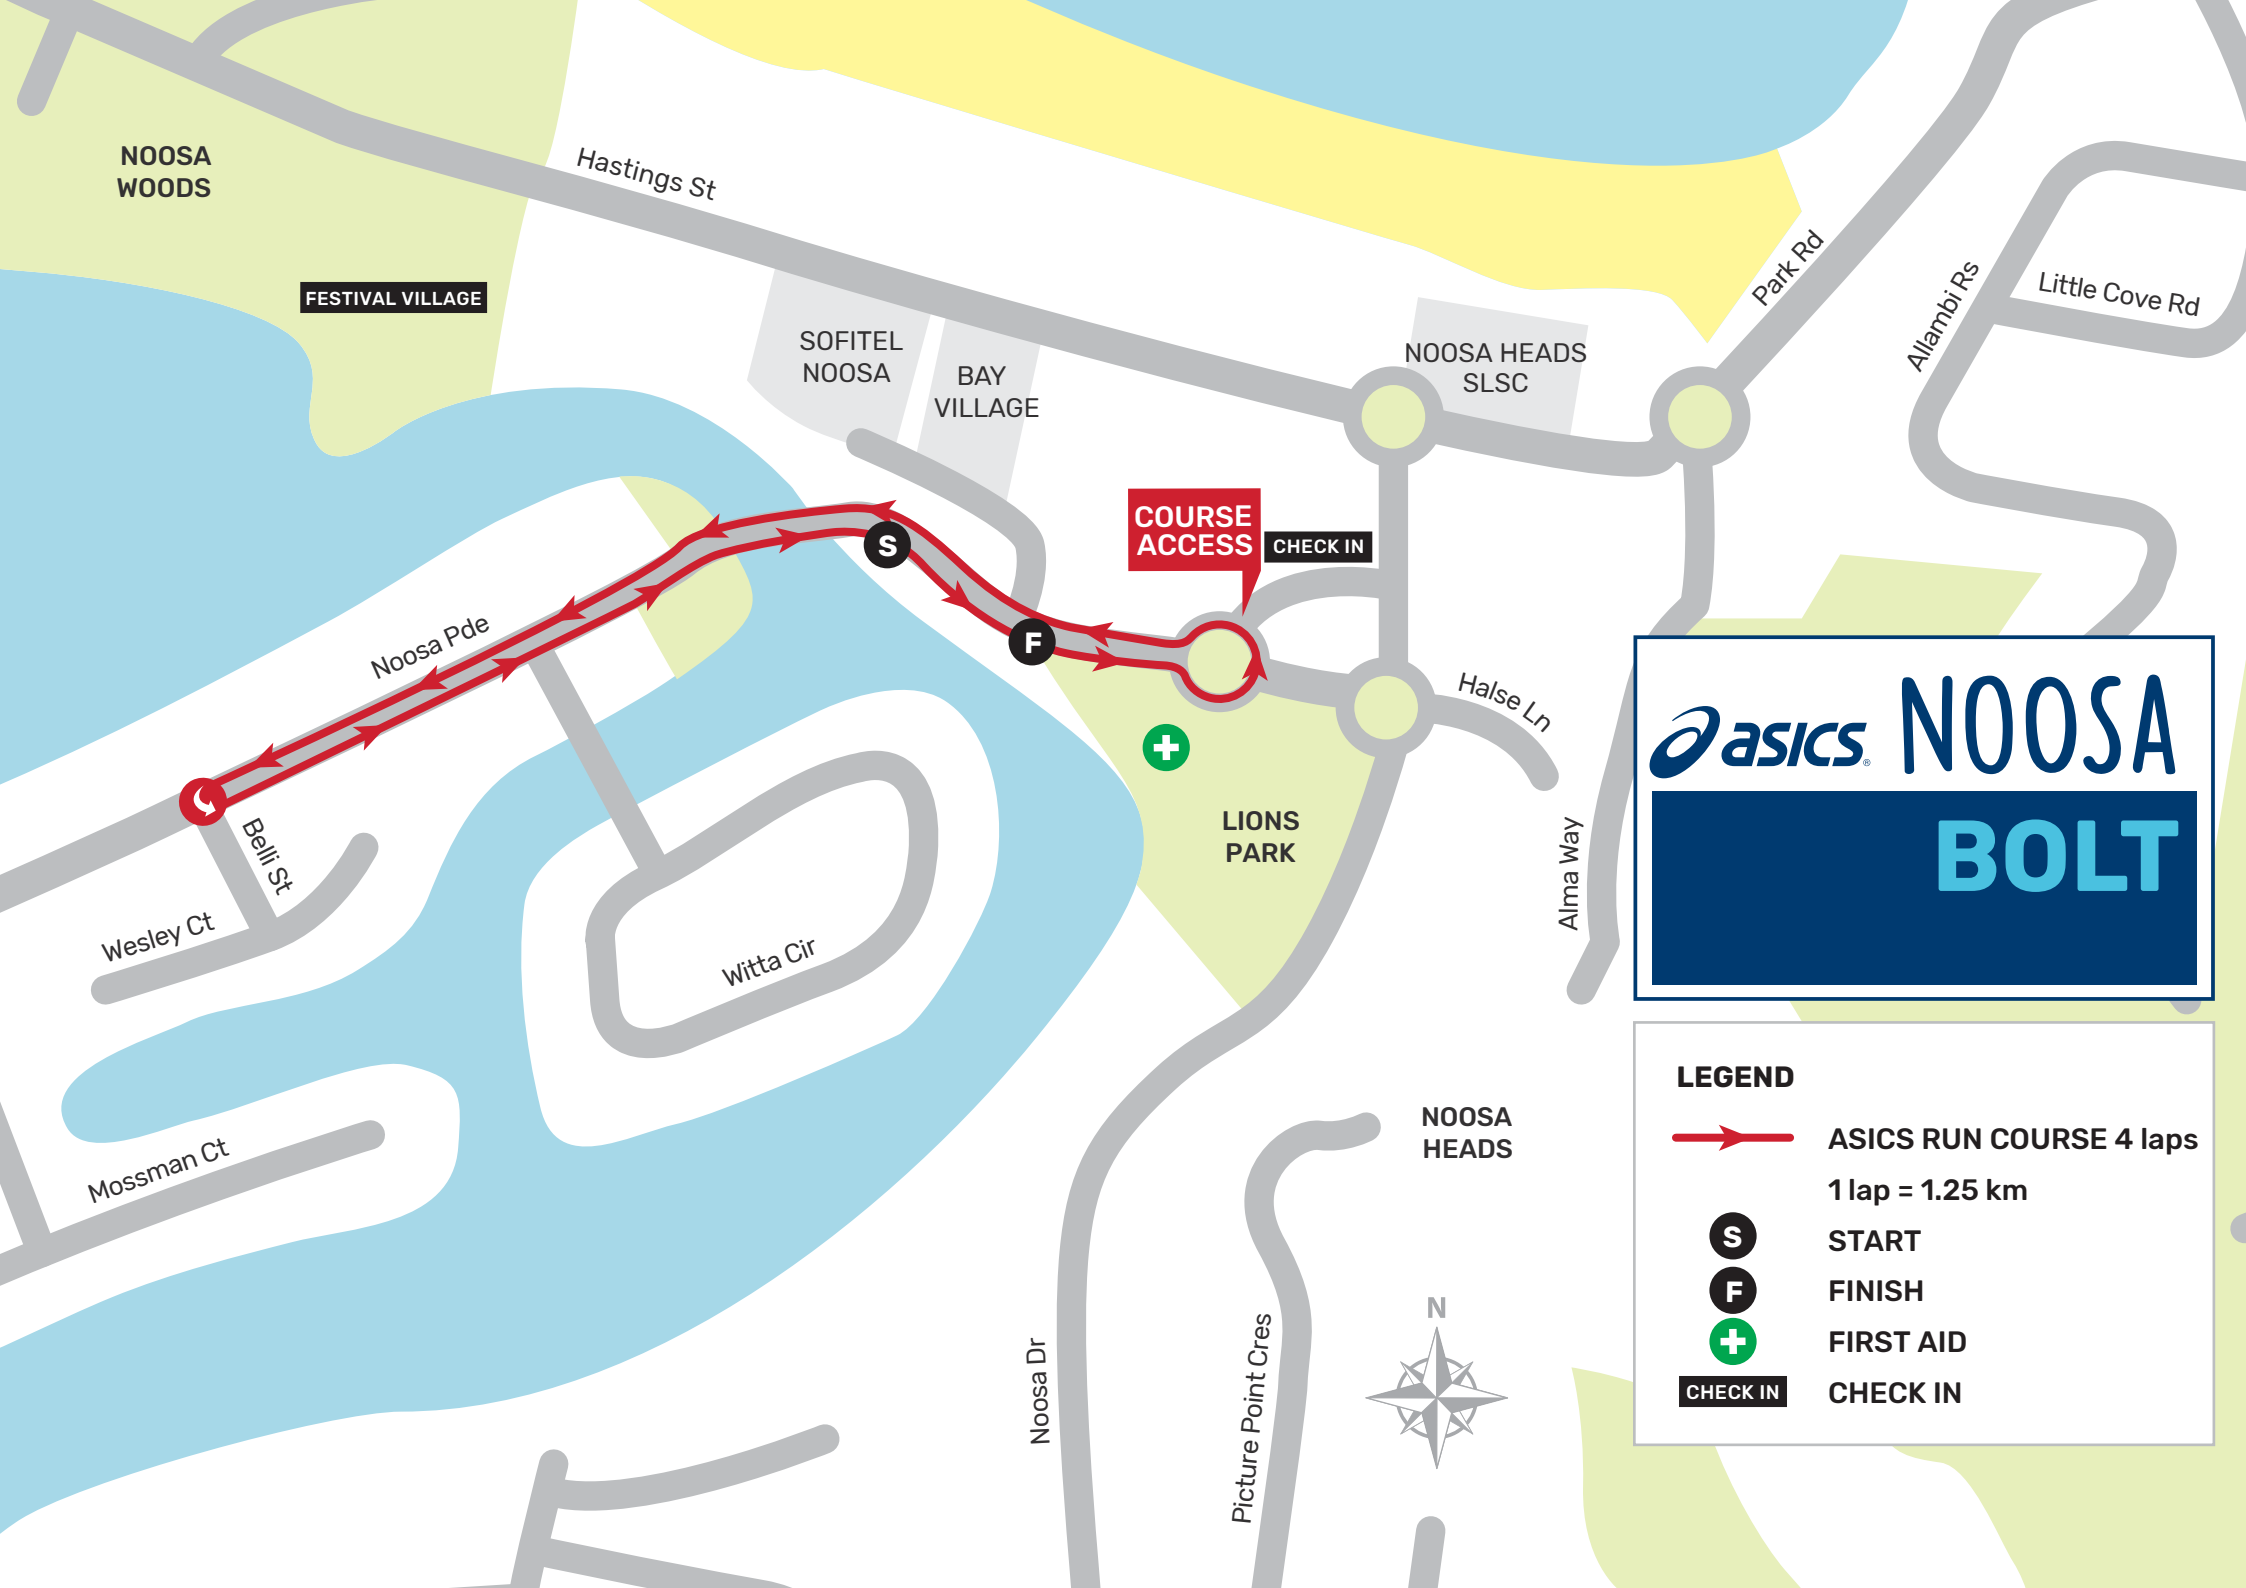 NOOSA
WOODS
Hastings St
FESTIVAL VILLAGE
SOFITEL
NOOSA
BAY
VILLAGE
NOOSA HEADS
SLSC
Park Rd
Allambi Rs
Little Cove Rd
COURSE
ACCESS
CHECK IN
S
F
Noosa Pde
Halse Ln
Belli St
Wesley Ct
Witta Cir
LIONS
PARK
Alma Way
asics® NOOSA
BOLT
Mossman Ct
NOOSA
HEADS
Noosa Dr
Picture Point Cres
N
LEGEND
ASICS RUN COURSE 4 laps
1 lap = 1.25 km
S START
F FINISH
FIRST AID
CHECK IN CHECK IN